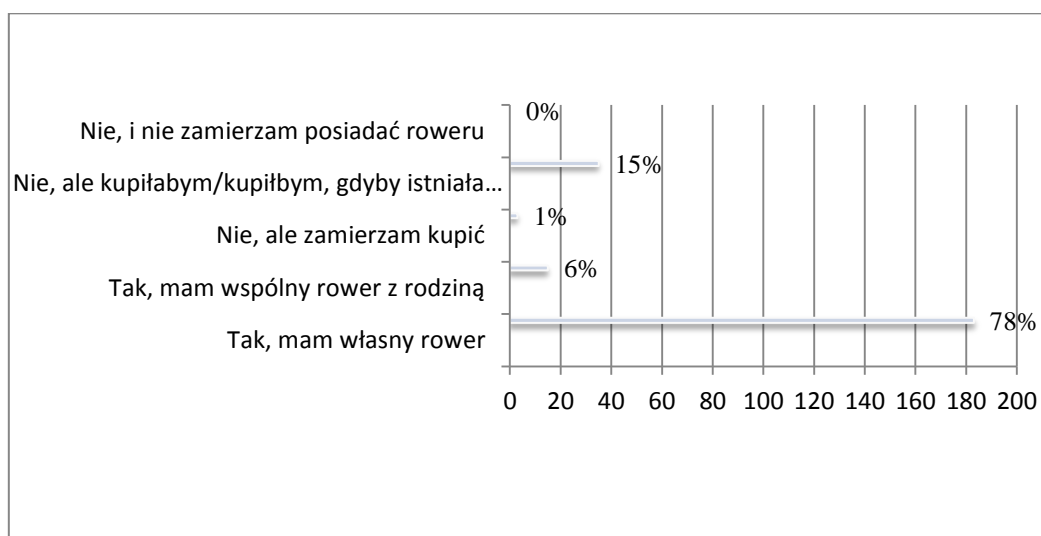 0%
Nie, i nie zamierzam posiadać roweru
15%
Nie, ale kupiłabym/kupiłbym, gdyby istniała...
1%
Nie, ale zamierzam kupić
6%
Tak, mam wspólny rower z rodziną
78%
Tak, mam własny rower
0 20 40 60 80 100 120 140 160 180 200